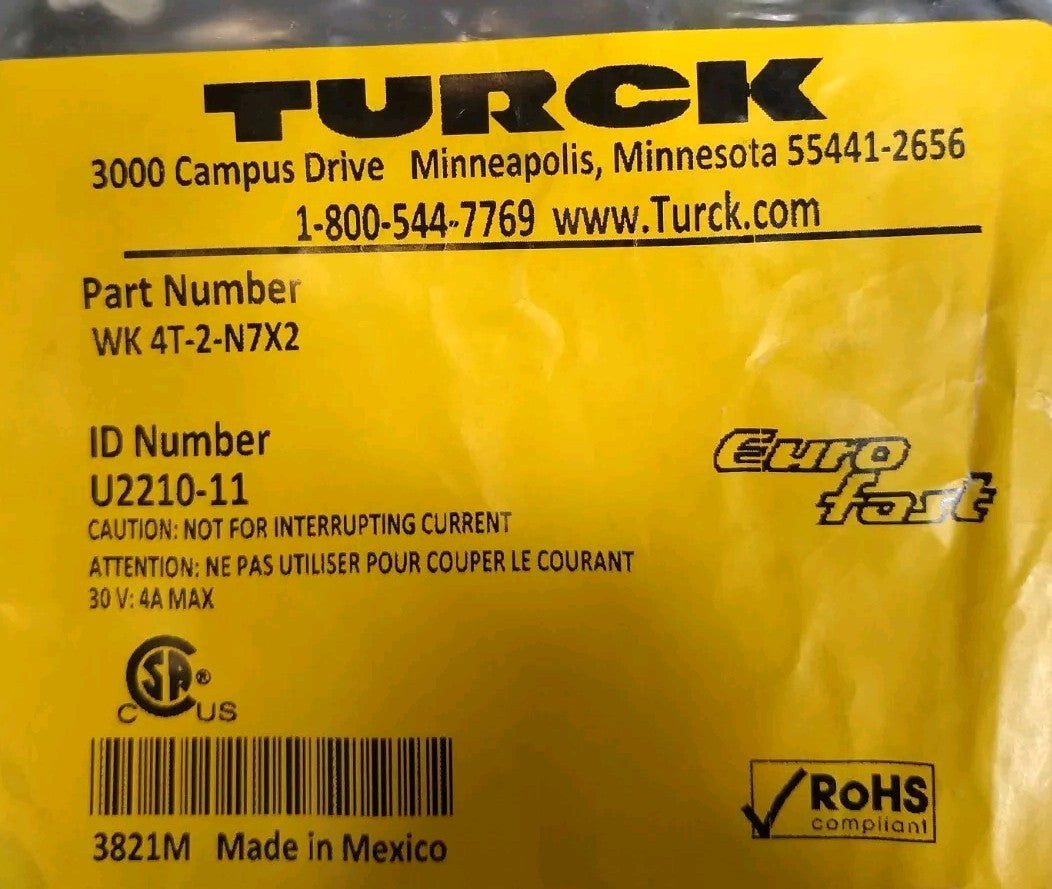 TURCK
3000 Campus Drive Minneapolis, Minnesota 55441-2656
1-800-544-7769 www.Turck.com
Part Number
WK 4T-2-N7X2
ID Number
U2210-11
Euro
fast
CAUTION: NOT FOR INTERRUPTING CURRENT
ATTENTION: NE PAS UTILISER POUR COUPER LE COURANT
30 V: 4A MAX
SA ®
C US
RoHS
compliant
3821M Made in Mexico